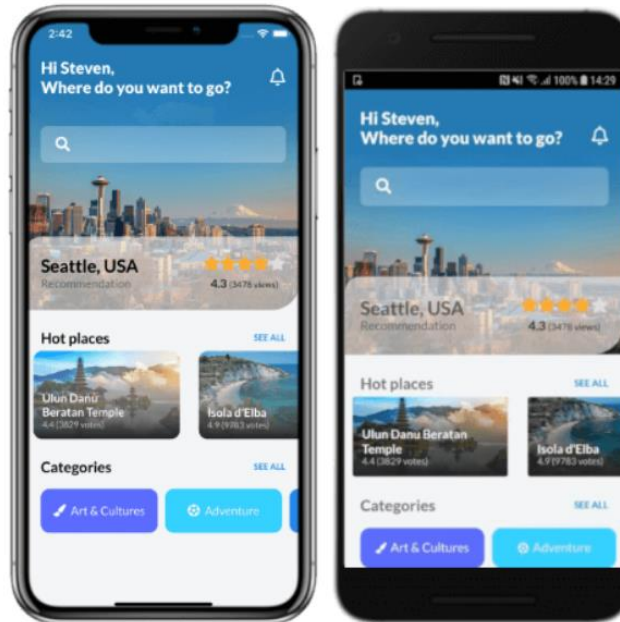 2:42
Hi Steven,
Where do you want to go?
Seattle, USA
Recommendation
4.3 (3478 views)
Hot places
SEE ALL
Ulun Danu
Beratan Temple
4.4 (3829 votes)
Isola d'Elba
4.9 (9783 votes)
Categories
SEE ALL
Art & Cultures
Adventure
100% 14:29
Hi Steven,
Where do you want to go?
Seattle, USA
Recommendation
4.3 (3478 views)
Hot places
SEE ALL
Ulun Danu Beratan
Temple
4.4 (3829 votes)
Isola d'Elba
4.9 (9783 votes)
Categories
SEE ALL
Art & Cultures
Adventure